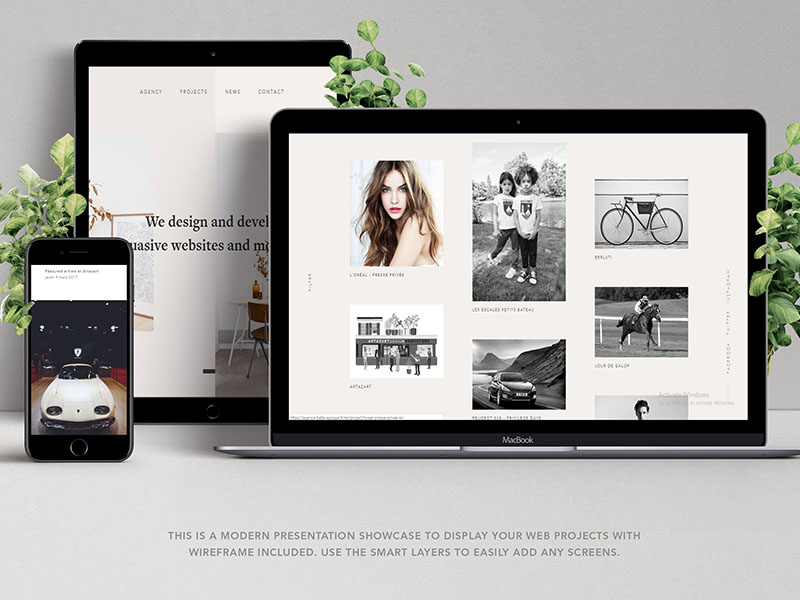 AGENCY PROJECTS NEWS CONTACT
We design and devel
uasive websites and mo
Featured article at Artazart
jeudi 9 mars 2017
FILTER
L'ORÉAL - PRESSE PRIVÉE
ARTAZART
LES ESCALES PETITS BATEAU
PEUGEOT 508 - PRIVILEGE DAYS
BERLUTI
JOUR DE GALOP
FACEBOOK TWITTER INSTAGRAM
Activate Windows
Go to Settings to activate Windows.
MacBook
THIS IS A MODERN PRESENTATION SHOWCASE TO DISPLAY YOUR WEB PROJECTS WITH
WIREFRAME INCLUDED. USE THE SMART LAYERS TO EASILY ADD ANY SCREENS.